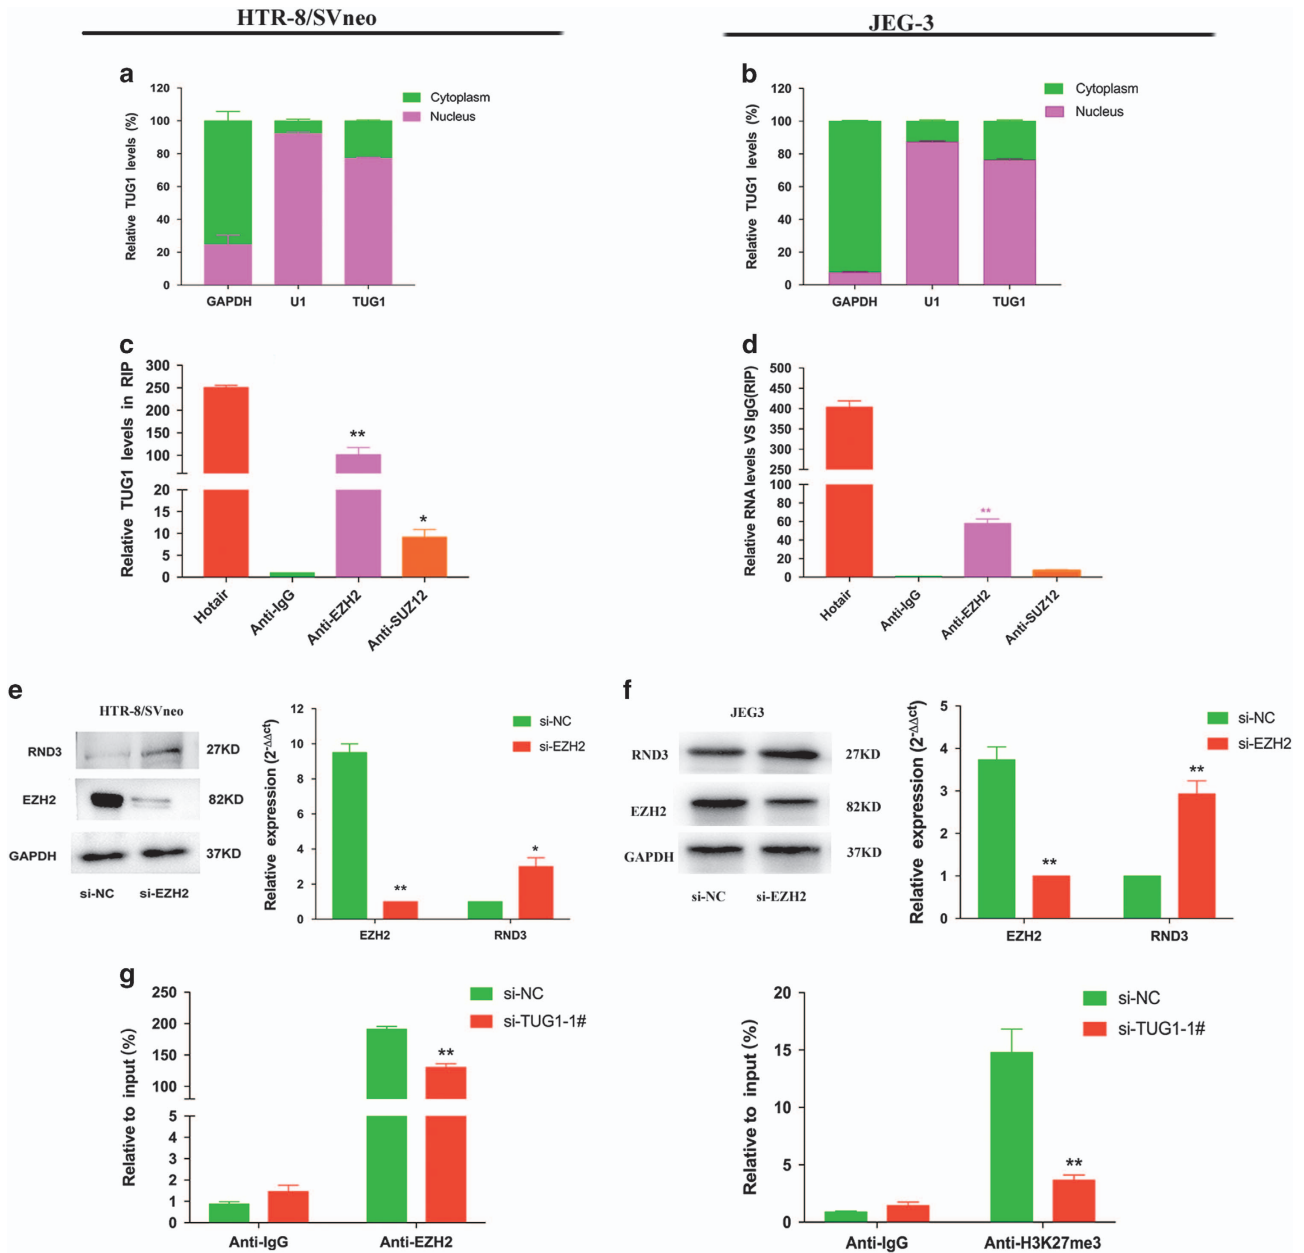 HTR-8/SVneo
JEG-3
a
Relative TUG1 levels (%)
120
100
80
60
40
20
0
GAPDH U1 TUG1
Cytoplasm
Nucleus
b
Relative TUG1 levels (%)
120
100
80
60
40
20
0
GAPDH U1 TUG1
Cytoplasm
Nucleus
c
Relative TUG1 levels in RIP
300
250
200
150
100
20
15
10
5
0
**
*
Hotair Anti-IgG Anti-EZH2 Anti-SUZ12
d
Relative RNA levels VS IgG(RIP)
500
450
400
350
300
250
100
80
60
40
20
0
**
Hotair Anti-IgG Anti-EZH2 Anti-SUZ12
e
HTR-8/SVneo
RND3 27KD
EZH2 82KD
GAPDH 37KD
si-NC si-EZH2
Relative expression (2-ΔΔct)
12
10
8
6
4
2
0
**
*
EZH2 RND3
si-NC
si-EZH2
f
JEG3
RND3 27KD
EZH2 82KD
GAPDH 37KD
si-NC si-EZH2
Relative expression (2-ΔΔct)
5
4
3
2
1
0
**
**
EZH2 RND3
si-NC
si-EZH2
g
Relative to input (%)
250
200
150
100
5
4
3
2
1
0
**
Anti-IgG Anti-EZH2
si-NC
si-TUG1-1#
Relative to input (%)
20
15
10
5
0
**
Anti-IgG Anti-H3K27me3
si-NC
si-TUG1-1#